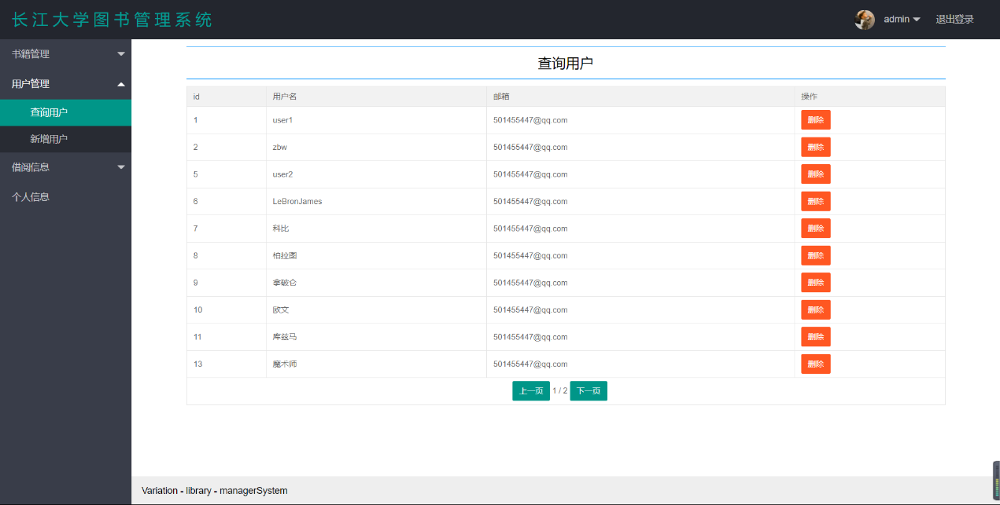 长江大学图书管理系统
admin 退出登录
书籍管理
用户管理
查询用户
新增用户
借阅信息
个人信息
查询用户
id 用户名 邮箱 操作
1 user1 501455447@qq.com 删除
2 zbw 501455447@qq.com 删除
5 user2 501455447@qq.com 删除
6 LeBronJames 501455447@qq.com 删除
7 科比 501455447@qq.com 删除
8 柏拉图 501455447@qq.com 删除
9 拿破仑 501455447@qq.com 删除
10 欧文 501455447@qq.com 删除
11 库兹马 501455447@qq.com 删除
13 魔术师 501455447@qq.com 删除
上一页 1 / 2 下一页
Variation - library - managerSystem